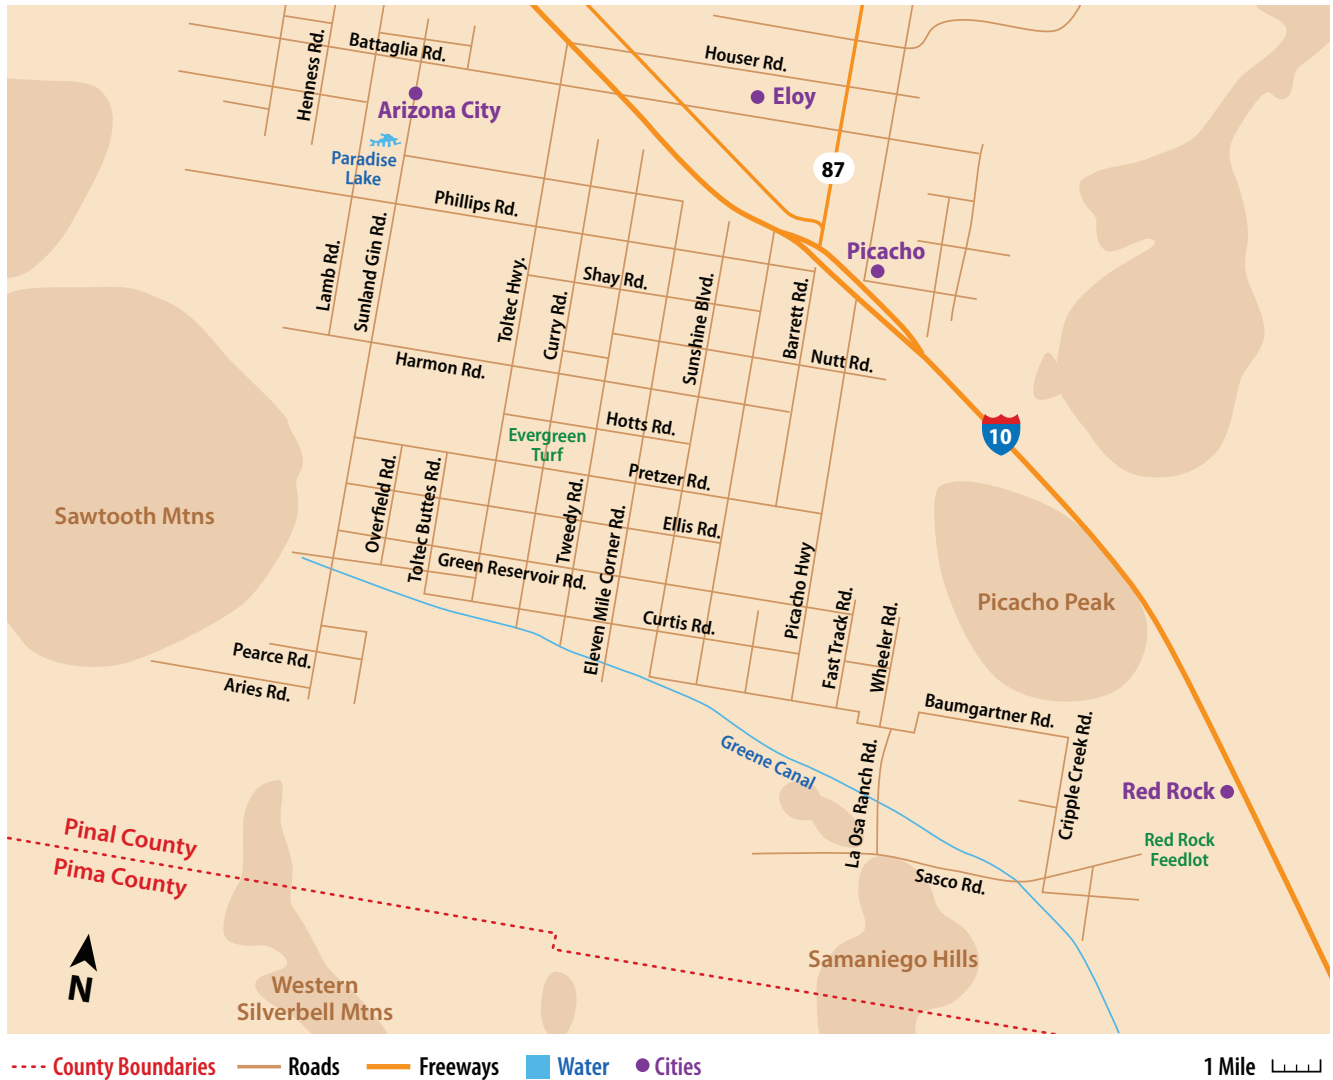 Henness Rd.
Battaglia Rd.
Houser Rd.
Eloy
Arizona City
Paradise
Lake
87
Phillips Rd.
Picacho
Lamb Rd.
Sunland Gin Rd.
Toltec Hwy.
Curry Rd.
Shay Rd.
Sunshine Blvd.
Barrett Rd.
Nutt Rd.
Harmon Rd.
Hotts Rd.
10
Evergreen
Turf
Pretzer Rd.
Sawtooth Mtns
Overfield Rd.
Toltec Buttes Rd.
Tweedy Rd.
Eleven Mile Corner Rd.
Ellis Rd.
Green Reservoir Rd.
Picacho Hwy
Picacho Peak
Curtis Rd.
Fast Track Rd.
Wheeler Rd.
Pearce Rd.
Aries Rd.
Baumgartner Rd.
Greene Canal
La Osa Ranch Rd.
Cripple Creek Rd.
Red Rock
Red Rock
Feedlot
Pinal County
Pima County
Sasco Rd.
Samaniego Hills
Western
Silverbell Mtns
N
County Boundaries
Roads
Freeways
Water
Cities
1 Mile